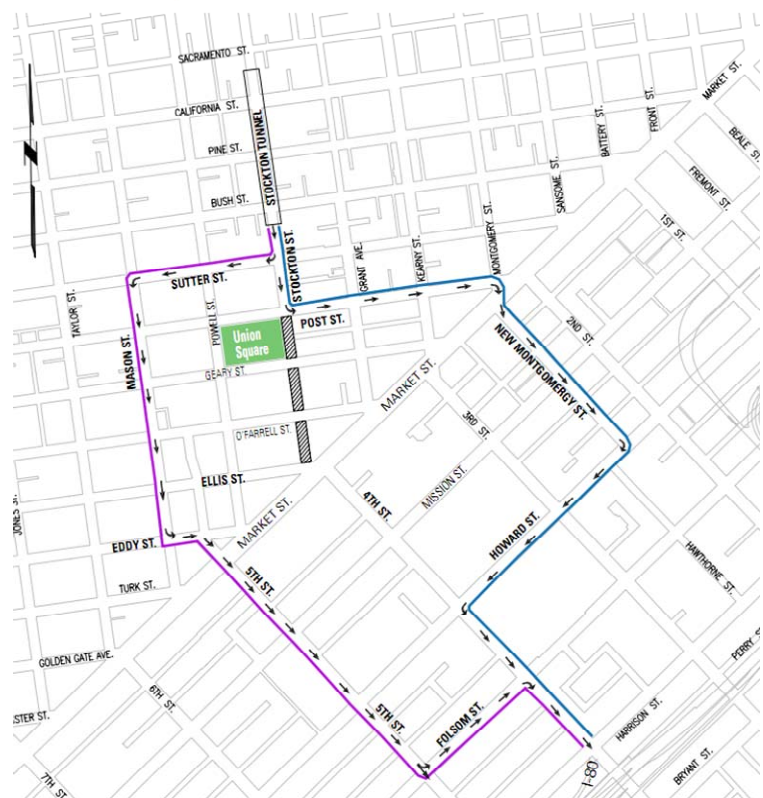 SACRAMENTO ST.
MARKET ST.
CALIFORNIA ST.
STOCKTON TUNNEL
BATTERY ST.
FRONT ST.
BEALE ST.
PINE ST.
FREMONT ST.
SANSOME ST.
BUSH ST.
1ST ST.
MONTGOMERY ST.
STOCKTON ST.
GRANT AVE.
KEARNY ST.
SUTTER ST.
TAYLOR ST.
POWELL ST.
POST ST.
2ND ST.
Union
Square
MASON ST.
NEW MONTGOMERGY ST.
GEARY ST.
MARKET ST.
3RD ST.
O'FARRELL ST.
ELLIS ST.
MISSION ST.
4TH ST.
JONES ST.
MARKET ST.
HOWARD ST.
EDDY ST.
HAWTHORNE ST.
5TH ST.
TURK ST.
GOLDEN GATE AVE.
PERRY ST
6TH ST.
STER ST.
5TH ST.
FOLSOM ST.
HARRISON ST.
I-80
BRYANT ST.
7TH ST.
N